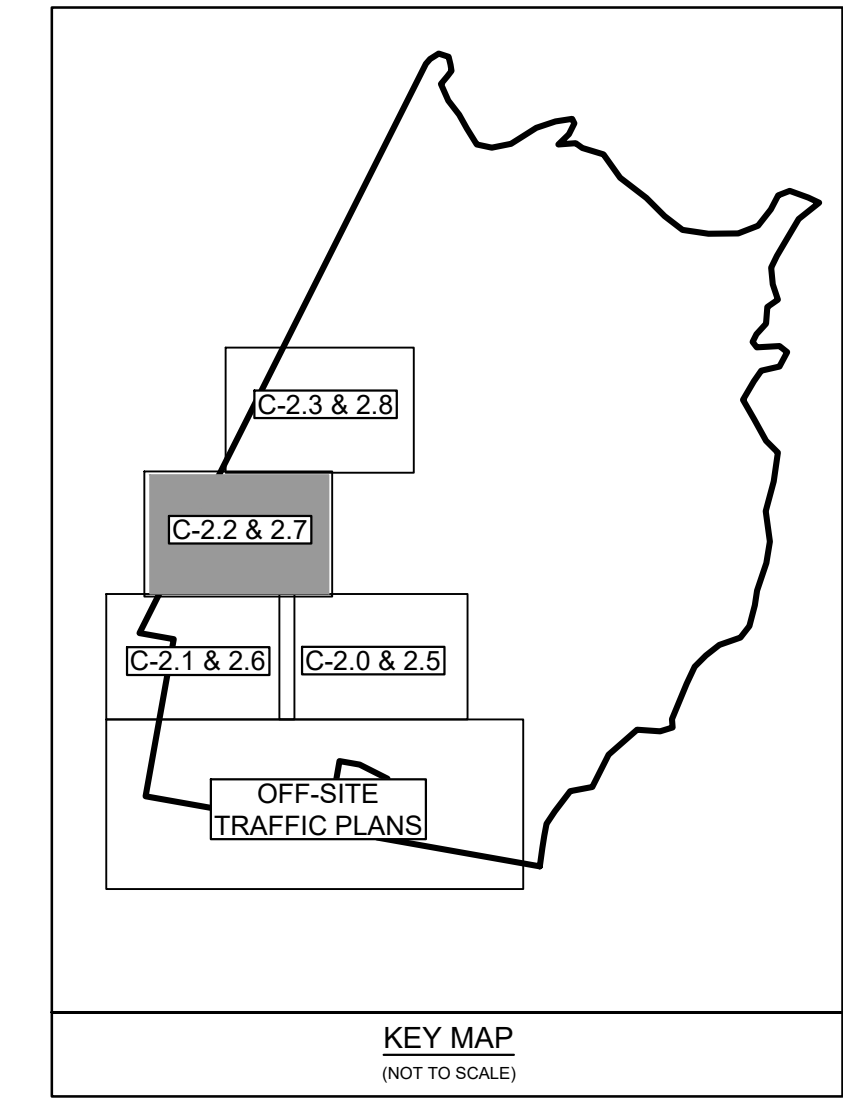 C-2.3 & 2.8
C-2.2 & 2.7
C-2.1 & 2.6
C-2.0 & 2.5
OFF-SITE
TRAFFIC PLANS
KEY MAP
(NOT TO SCALE)